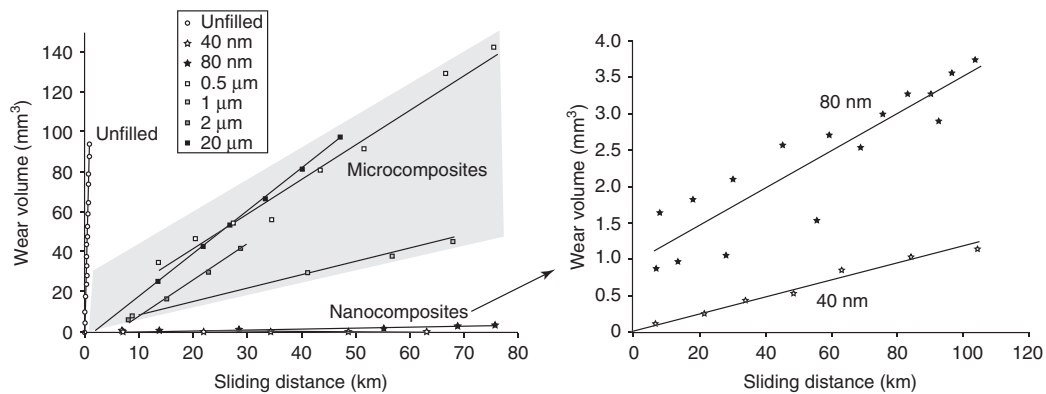 Unfilled
40 nm
80 nm
0.5 µm
1 µm
2 µm
20 µm
Wear volume (mm³)
140
120
100
80
60
40
20
0
Unfilled
Microcomposites
Nanocomposites
0 10 20 30 40 50 60 70 80
Sliding distance (km)
Wear volume (mm³)
4.0
3.5
3.0
2.5
2.0
1.5
1.0
0.5
0
80 nm
40 nm
0 20 40 60 80 100 120
Sliding distance (km)